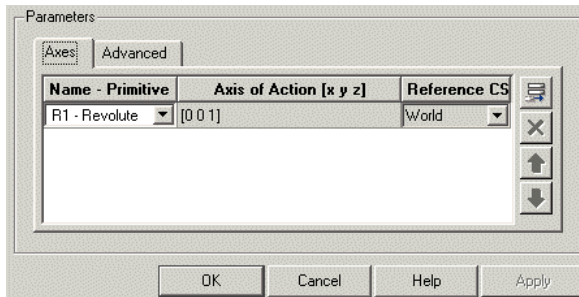 Parameters
Axes Advanced
Name - Primitive Axis of Action [x y z] Reference CS
R1 - Revolute [0 0 1] World
OK Cancel Help Apply